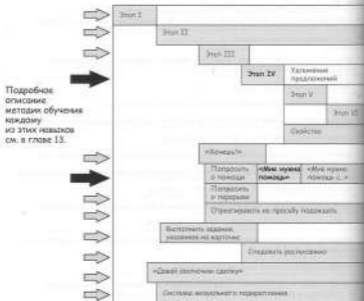 Этап I
Этап II
Этап III
Этап IV
Удлинение
предложений
Этап V
Этап VI
Свойства
Подробное
описание
методик обучения
каждому
из этих навыков
см. в главе 13.
«Хочешь?»
Попросить
о помощи
«Мне нужна
помощь»
«Мне нужна
помощь с...»
Попросить
о перерыве
Отреагировать на просьбу подождать
Выполнить задание,
указанное на карточке
Следовать расписанию
«Давай заключим сделку»
Система визуального подкрепления